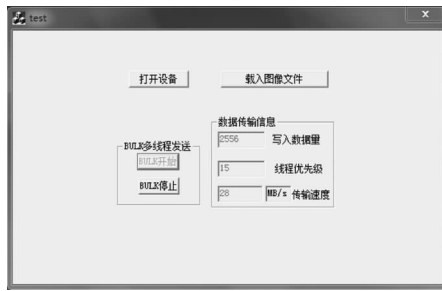 test
x
打开设备 载入图像文件
数据传输信息
2556 写入数据量
BULK多线程发送
BULK开始
15 线程优先级
BULK停止
28 MB/s 传输速度